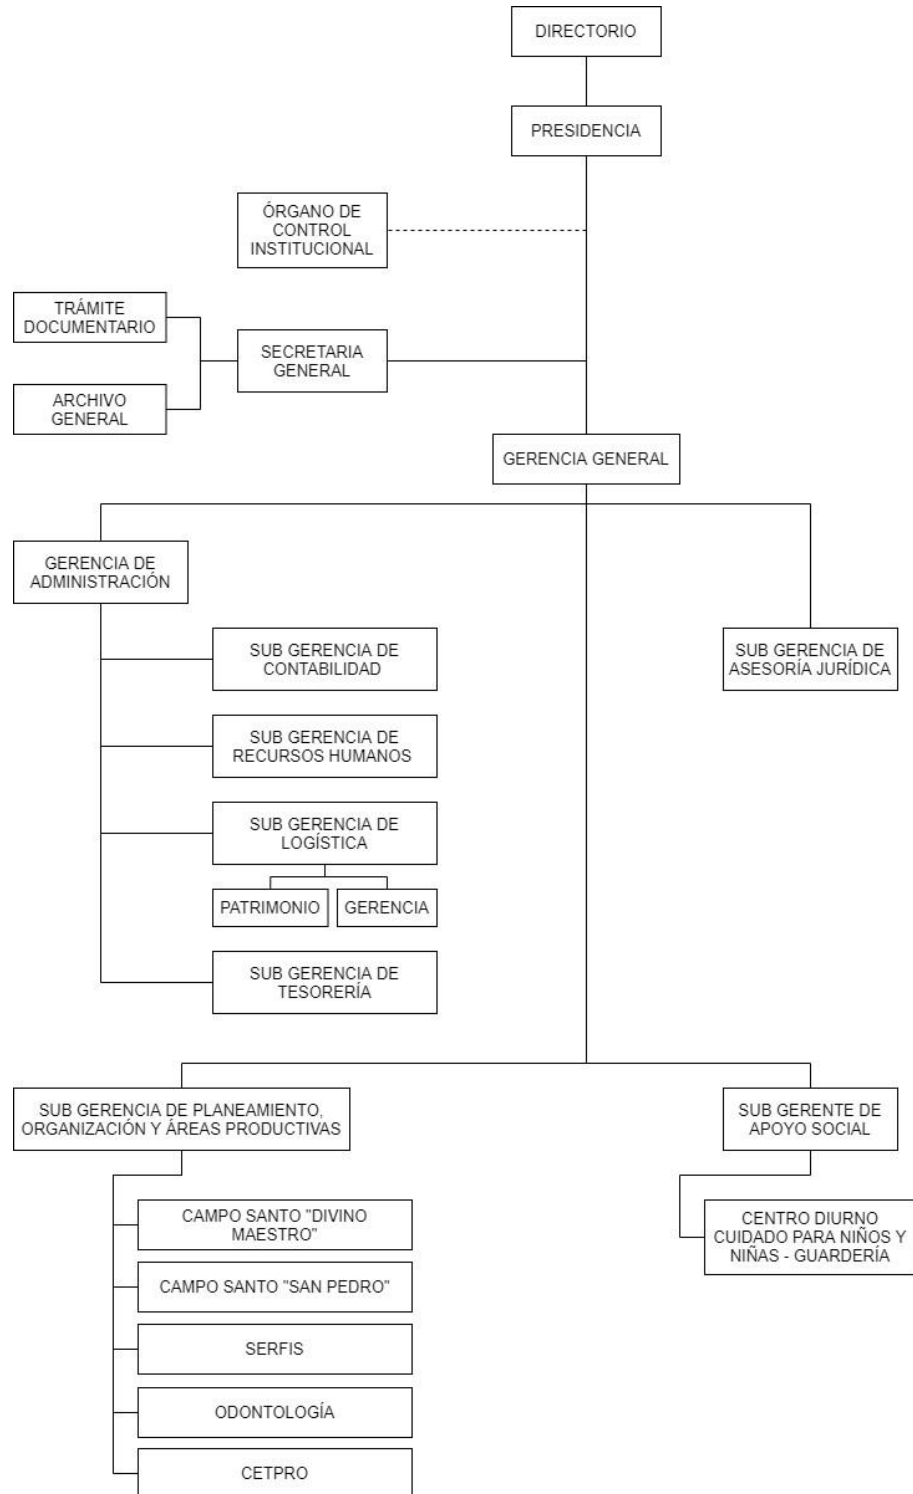 DIRECTORIO
PRESIDENCIA
ÓRGANO DE
CONTROL
INSTITUCIONAL
TRÁMITE
DOCUMENTARIO
SECRETARIA
GENERAL
ARCHIVO
GENERAL
GERENCIA GENERAL
GERENCIA DE
ADMINISTRACIÓN
SUB GERENCIA DE
CONTABILIDAD
SUB GERENCIA DE
ASESORÍA JURÍDICA
SUB GERENCIA DE
RECURSOS HUMANOS
SUB GERENCIA DE
LOGÍSTICA
PATRIMONIO
GERENCIA
SUB GERENCIA DE
TESORERÍA
SUB GERENCIA DE PLANEAMIENTO,
ORGANIZACIÓN Y ÁREAS PRODUCTIVAS
SUB GERENTE DE
APOYO SOCIAL
CAMPO SANTO "DIVINO
MAESTRO"
CENTRO DIURNO
CUIDADO PARA NIÑOS Y
NIÑAS - GUARDERÍA
CAMPO SANTO "SAN PEDRO"
SERFIS
ODONTOLOGÍA
CETPRO